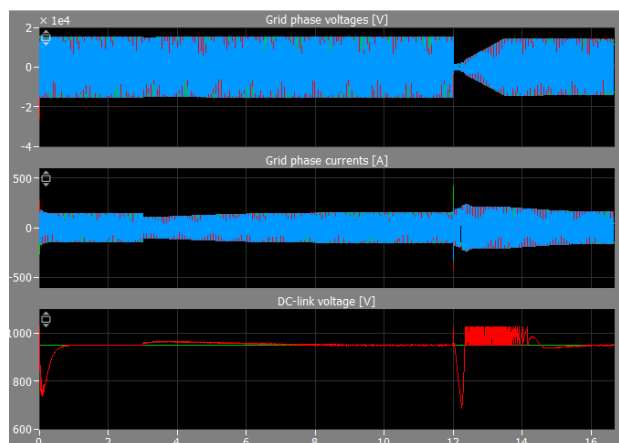 × 1e4
Grid phase voltages [V]
2
0
-2
-4
Grid phase currents [A]
500
0
-500
DC-link voltage [V]
1000
800
600
0 2 4 6 8 10 12 14 16